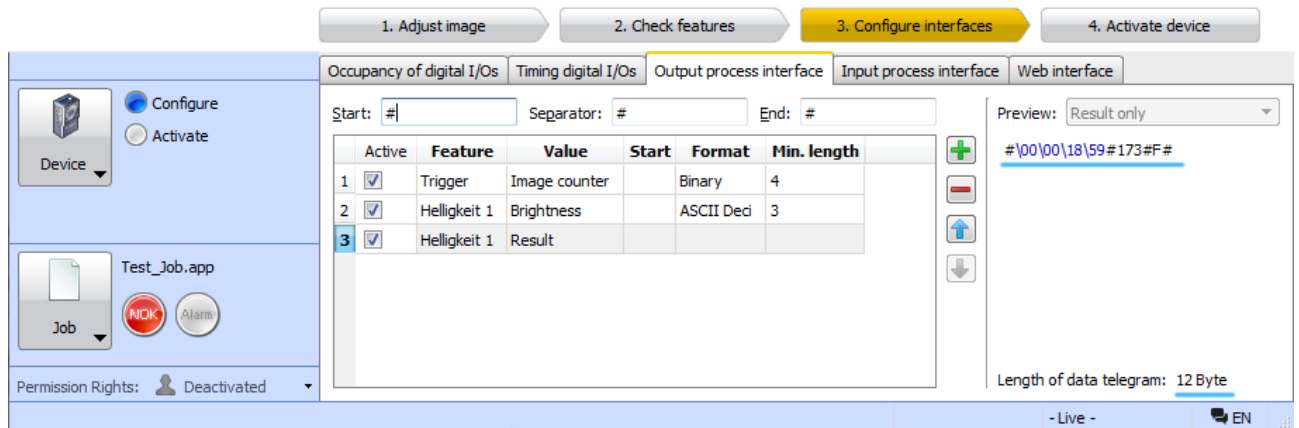 1. Adjust image
2. Check features
3. Configure interfaces
4. Activate device
Occupancy of digital I/Os
Timing digital I/Os
Output process interface
Input process interface
Web interface
Device
Configure
Activate
Start: #
Separator: #
End: #
Active Feature Value Start Format Min. length
1 Trigger Image counter Binary 4
2 Helligkeit 1 Brightness ASCII Deci 3
3 Helligkeit 1 Result
Preview: Result only
#\00\00\18\59#173#F#
Length of data telegram: 12 Byte
Job
Test_Job.app
NOK
Alarm
Permission Rights: Deactivated
- Live -
EN